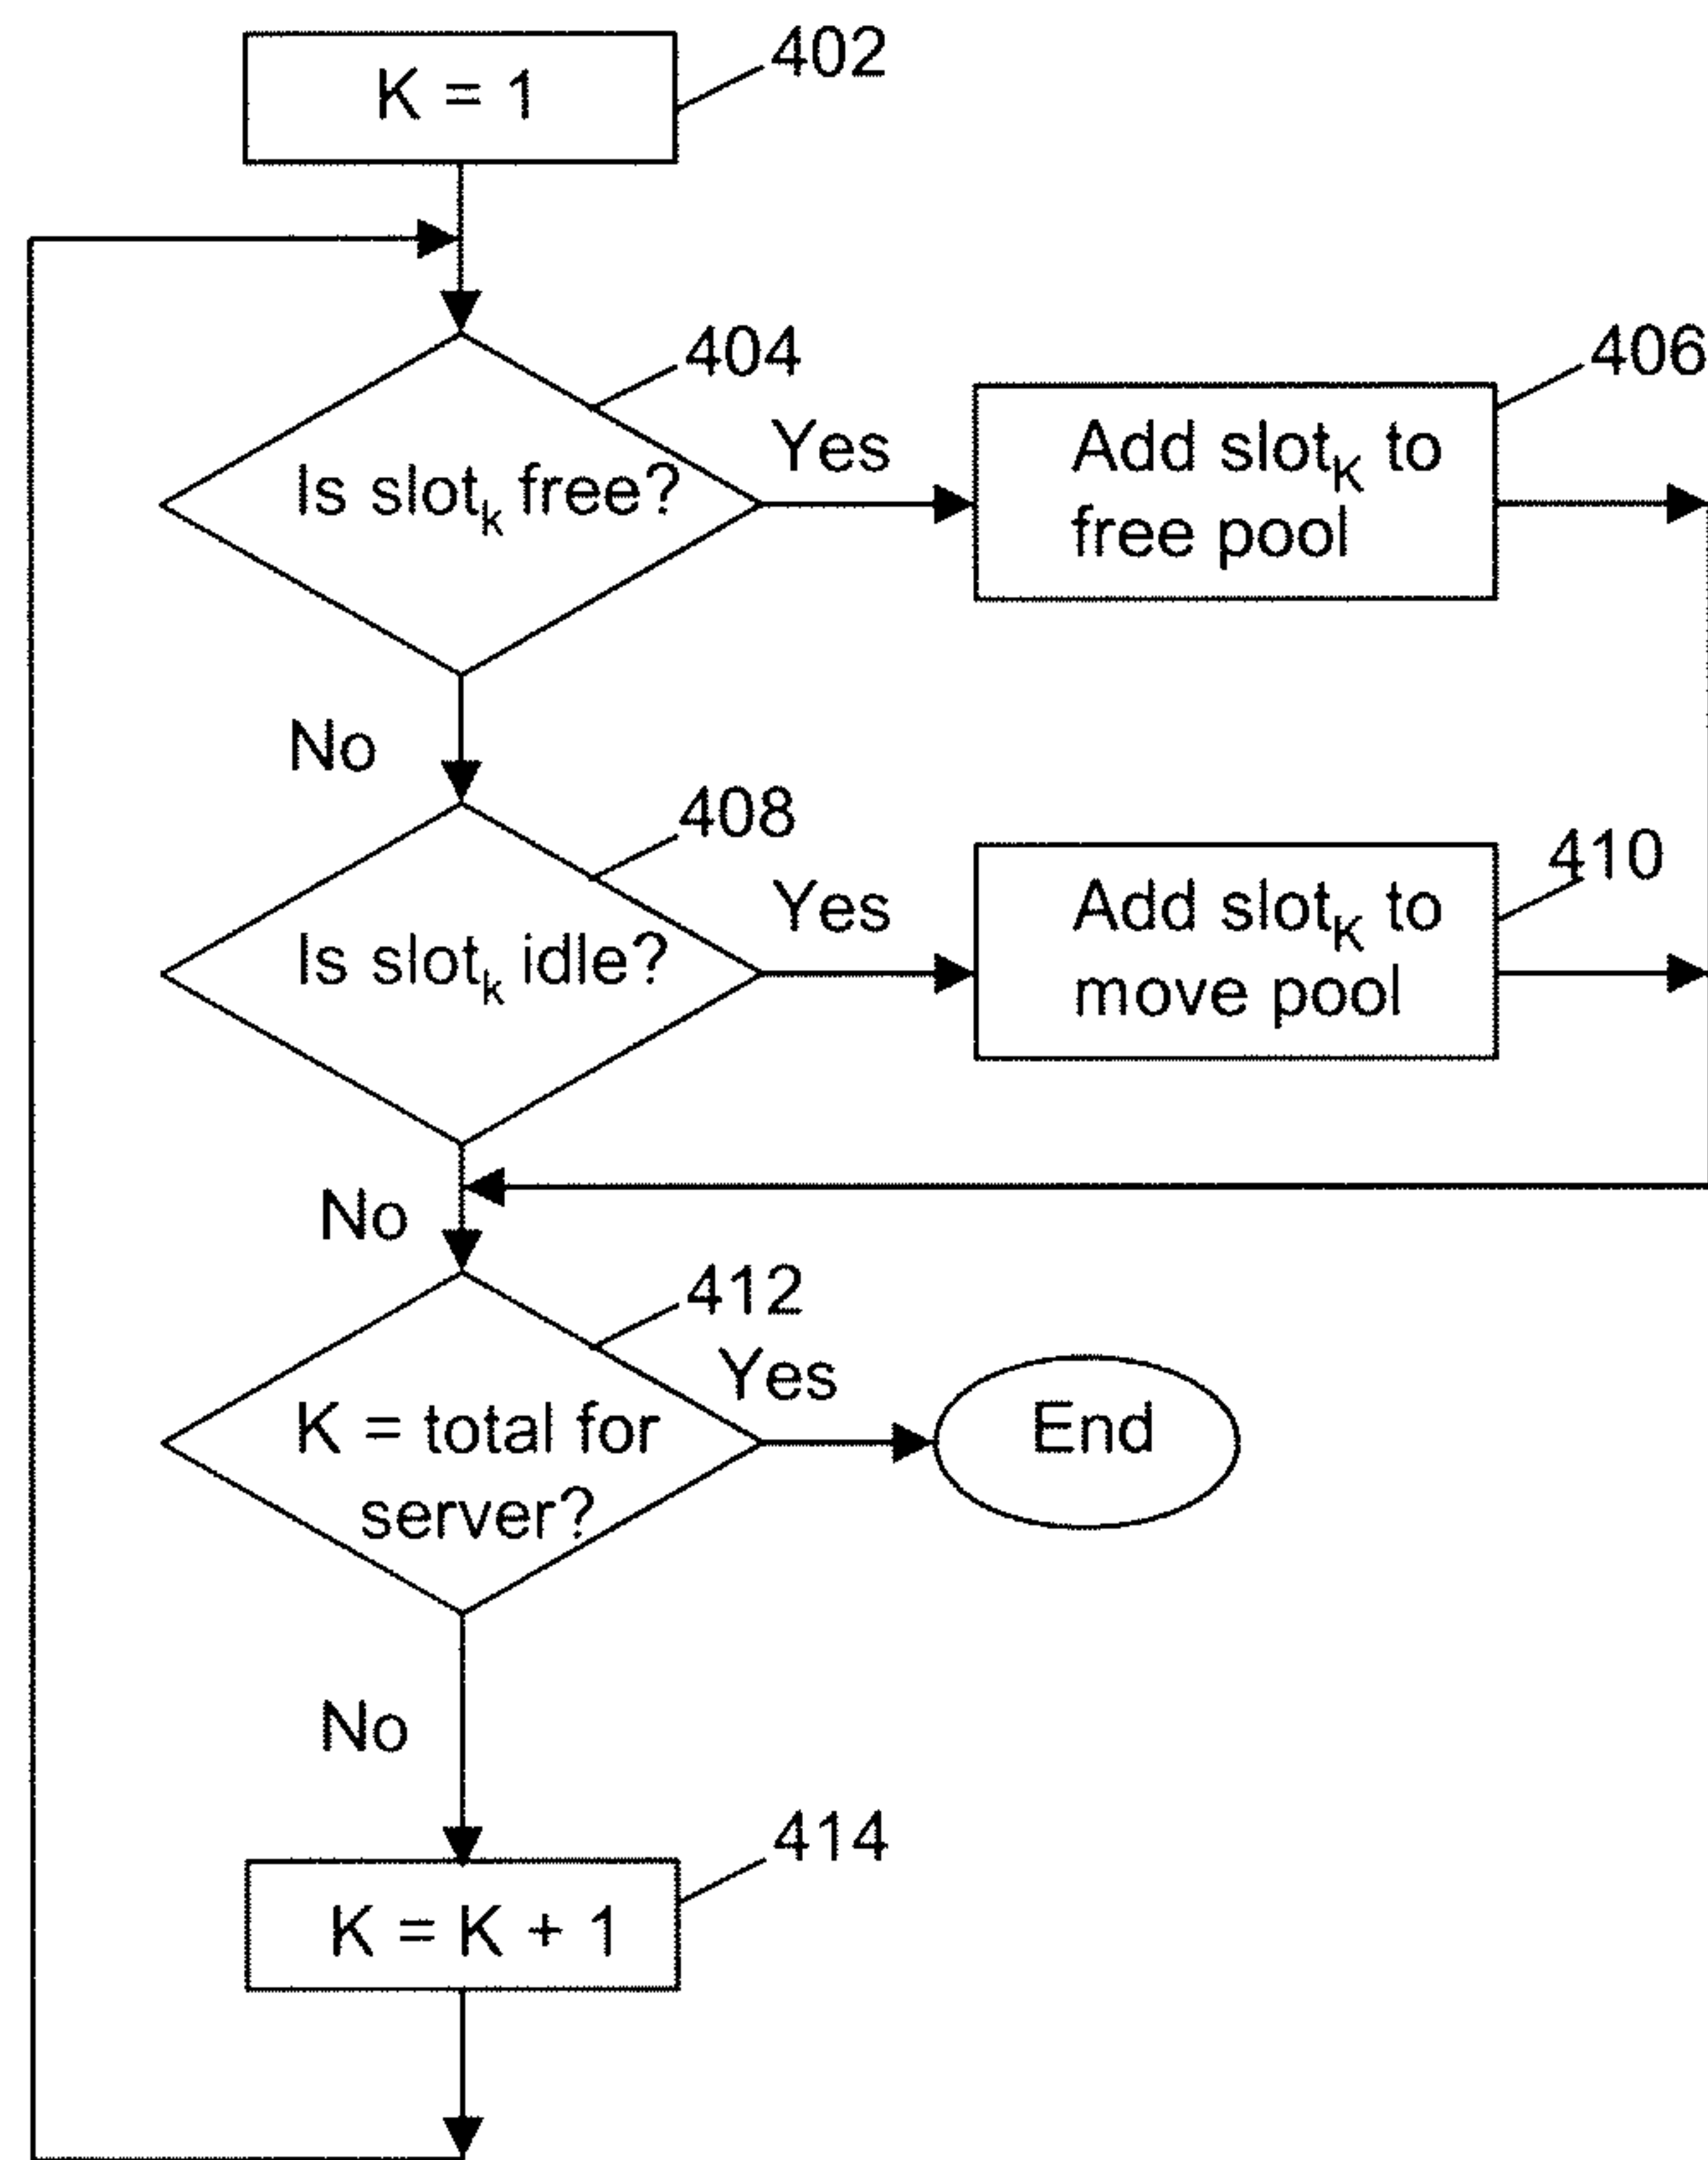 K = 1
402
404
Is slotk free?
Yes
406
Add slotK to
free pool
No
408
Is slotk idle?
Yes
410
Add slotK to
move pool
No
412
K = total for
server?
Yes
End
No
414
K = K + 1